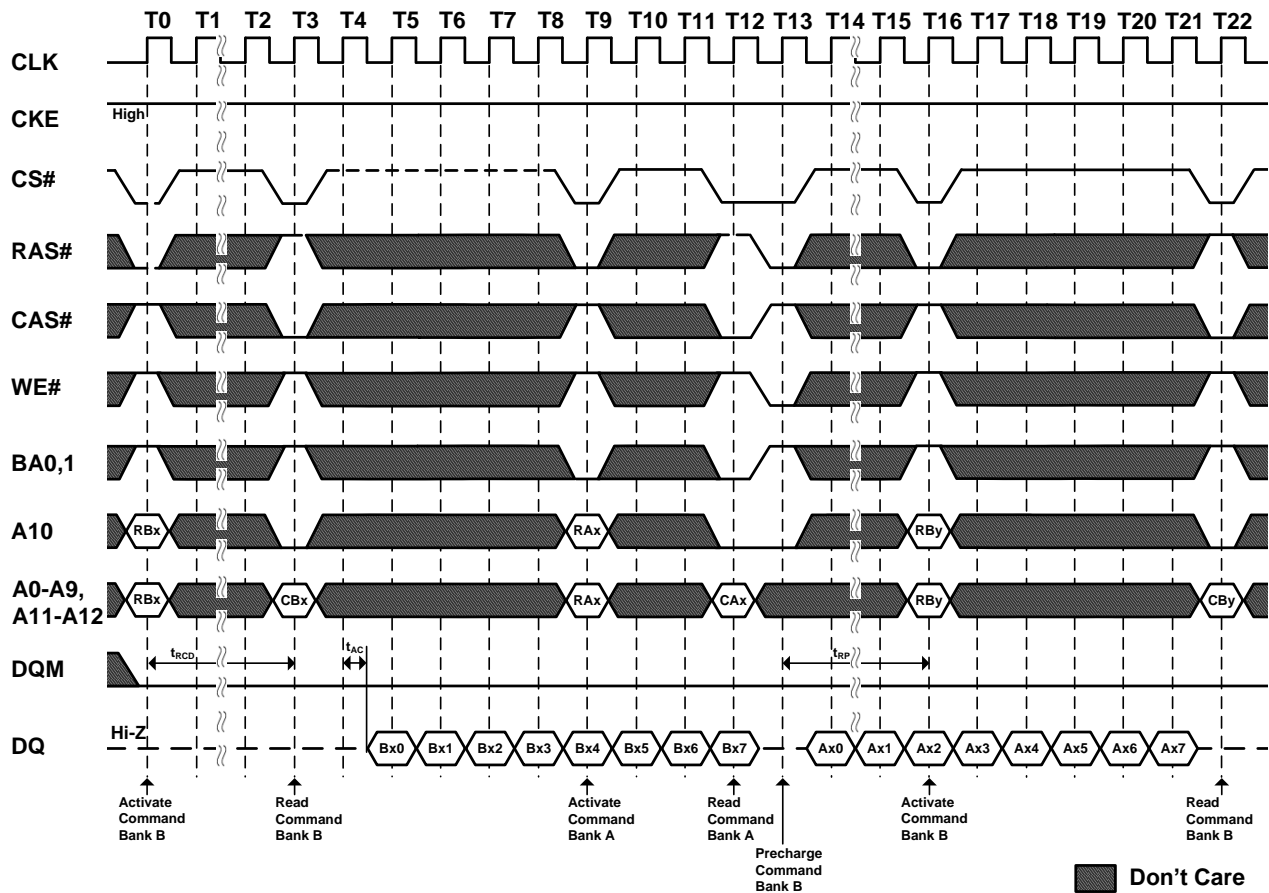 T0 T1 T2 T3 T4 T5 T6 T7 T8 T9 T10 T11 T12 T13 T14 T15 T16 T17 T18 T19 T20 T21 T22
CLK
CKE High
CS#
RAS#
CAS#
WE#
BA0,1
A10 RBx RAx RBy
A0-A9,
A11-A12 RBx CBx RAx CAx RBy CBy
DQM tRCD tAC tRP
DQ Hi-Z Bx0 Bx1 Bx2 Bx3 Bx4 Bx5 Bx6 Bx7 Ax0 Ax1 Ax2 Ax3 Ax4 Ax5 Ax6 Ax7
Activate
Command
Bank B
Read
Command
Bank B
Activate
Command
Bank A
Read
Command
Bank A
Precharge
Command
Bank B
Activate
Command
Bank B
Read
Command
Bank B
Don't Care